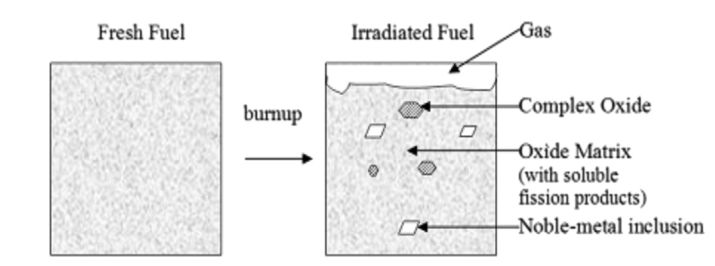 Fresh Fuel
Irradiated Fuel
Gas
burnup
Complex Oxide
Oxide Matrix
(with soluble
fission products)
Noble-metal inclusion